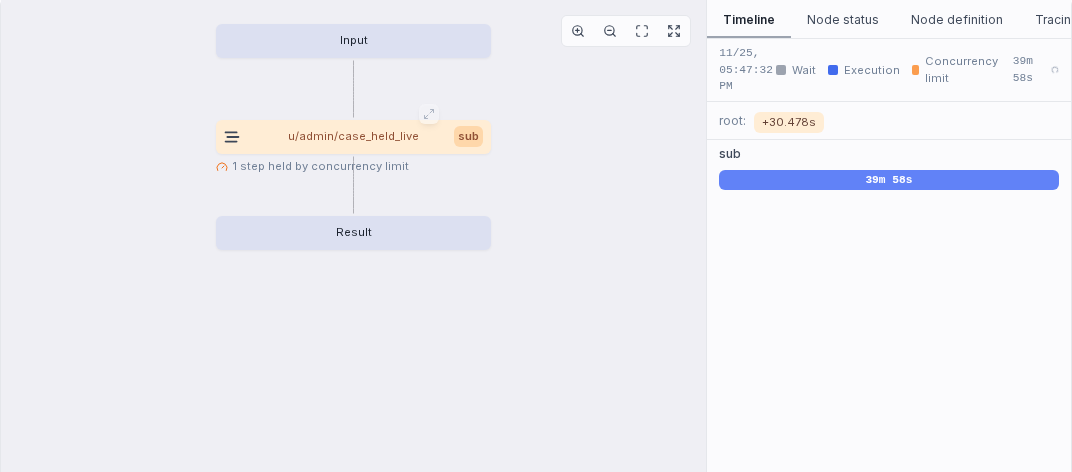 Input
u/admin/case_held_live
sub
1 step held by concurrency limit
Result
Timeline
Node status
Node definition
Tracin
11/25,
05:47:32
PM
Wait
Execution
Concurrency
limit
39m
58s
root:
+30.478s
sub
39m 58s